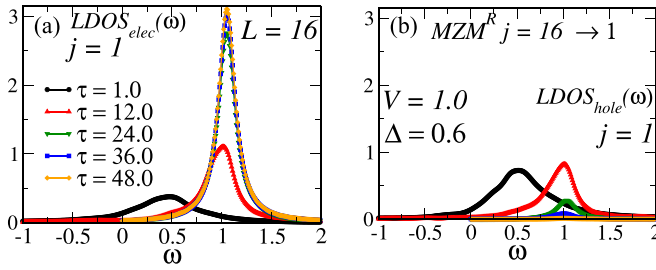 (a) LDOS_elec(ω) L = 16
j = 1
τ = 1.0
τ = 12.0
τ = 24.0
τ = 36.0
τ = 48.0
3
2
1
0
-1 -0.5 0 0.5 1 1.5 2
ω
(b) MZM^R j = 16 → 1
V = 1.0 LDOS_hole(ω)
Δ = 0.6 j = 1
3
2
1
0
-1 -0.5 0 0.5 1 1.5 2
ω